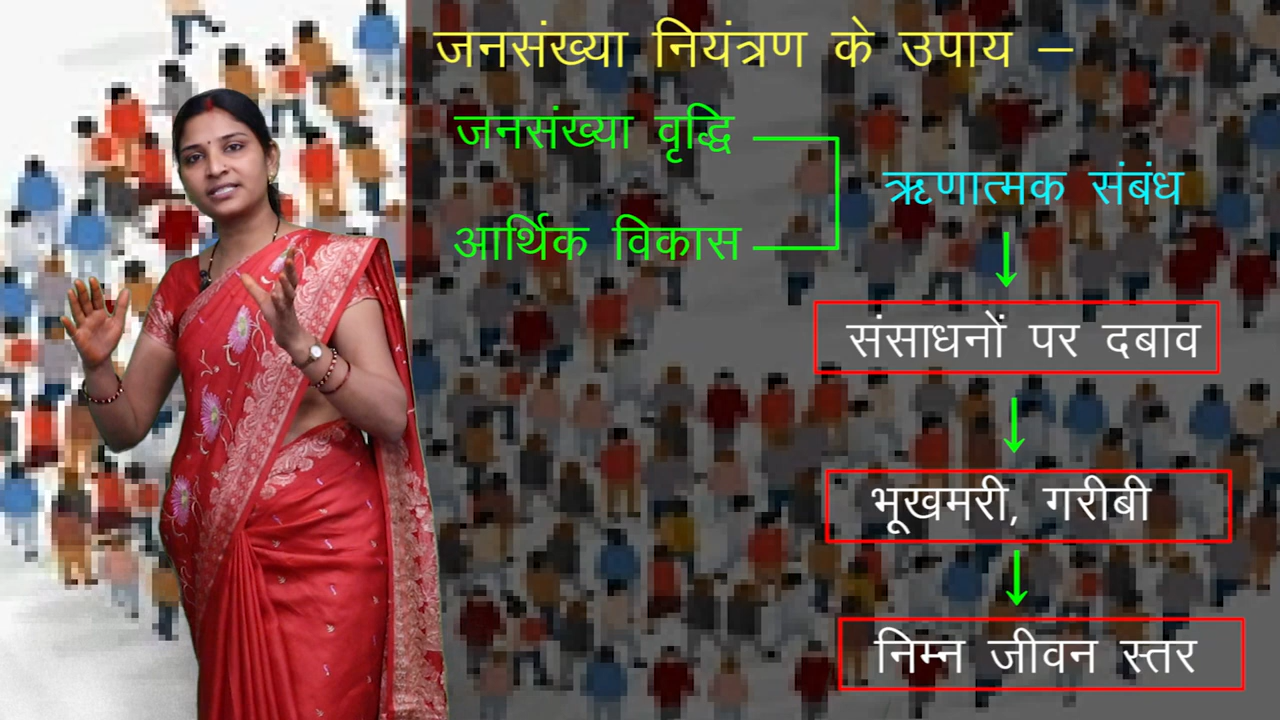 जनसंख्या नियंत्रण के उपाय –
जनसंख्या वृद्धि
ऋणात्मक संबंध
आर्थिक विकास
संसाधनों पर दबाव
भूखमरी, गरीबी
निम्न जीवन स्तर